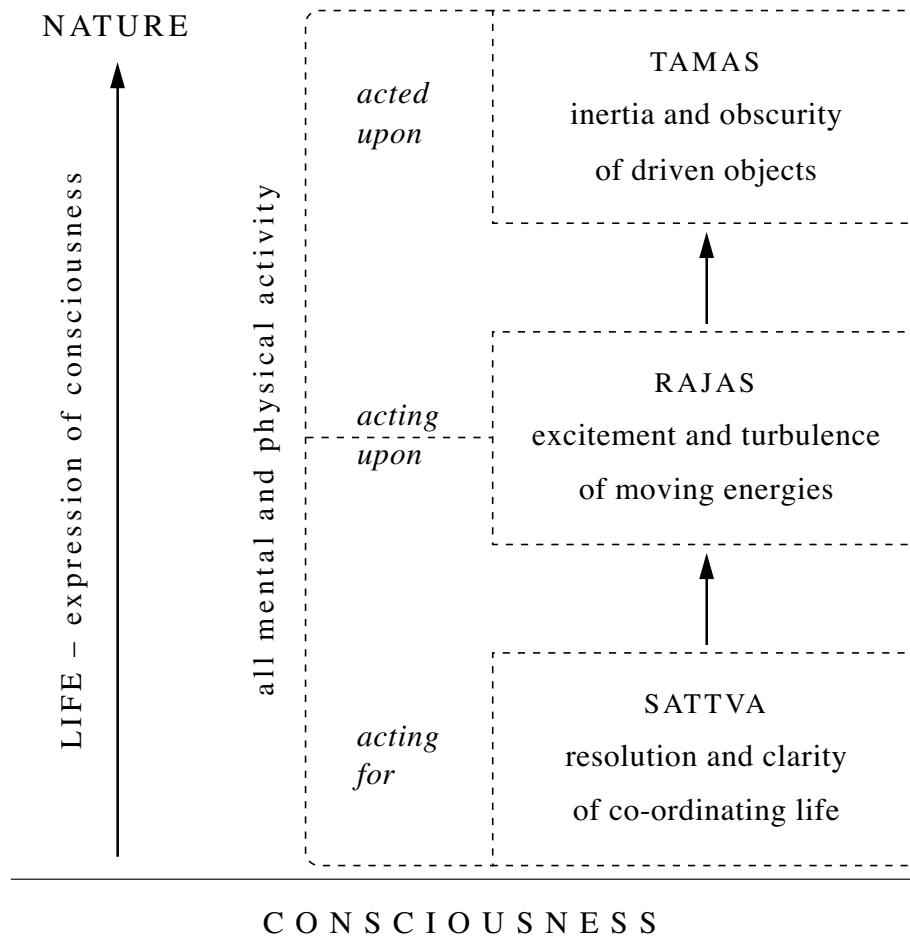 NATURE
LIFE – expression of consciousness
all mental and physical activity
acted
upon
TAMAS
inertia and obscurity
of driven objects
acting
upon
RAJAS
excitement and turbulence
of moving energies
acting
for
SATTVA
resolution and clarity
of co-ordinating life
CONSCIOUSNESS